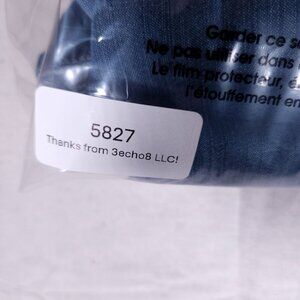 Garder ce s
Ne pas utiliser dans
Le film protecteur, é
l'étouffement en
5827
Thanks from 3echo8 LLC!